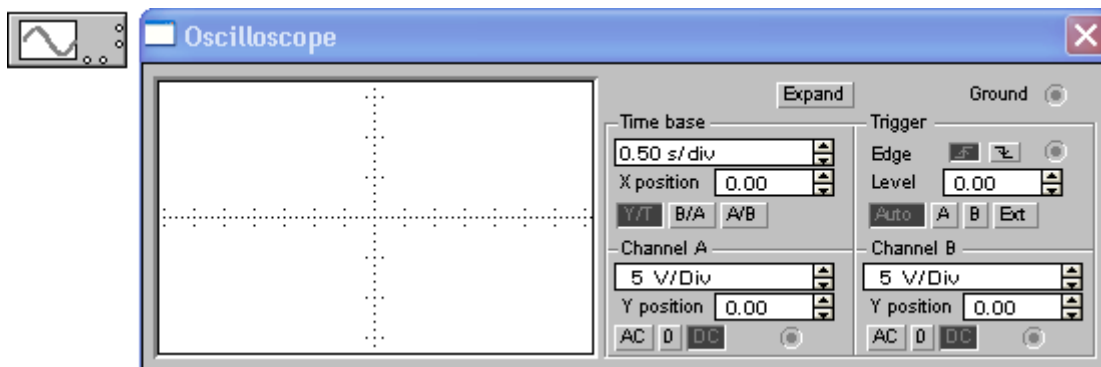 Oscilloscope
Expand
Ground
Time base
0.50 s/div
X position 0.00
Y/T B/A A/B
Trigger
Edge
Level 0.00
Auto A B Ext
Channel A
5 V/Div
Y position 0.00
AC 0 DC
Channel B
5 V/Div
Y position 0.00
AC 0 DC